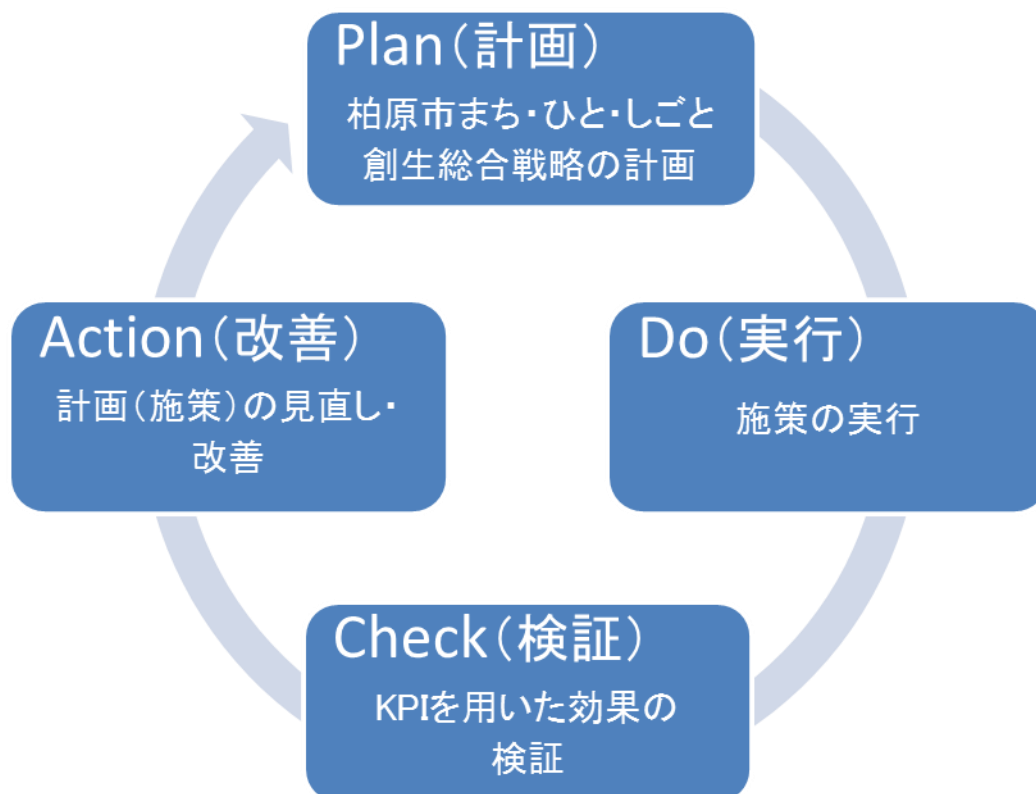 Plan(計画)
柏原市まち・ひと・しごと
創生総合戦略の計画
Do(実行)
施策の実行
Check(検証)
KPIを用いた効果の
検証
Action(改善)
計画(施策)の見直し・
改善